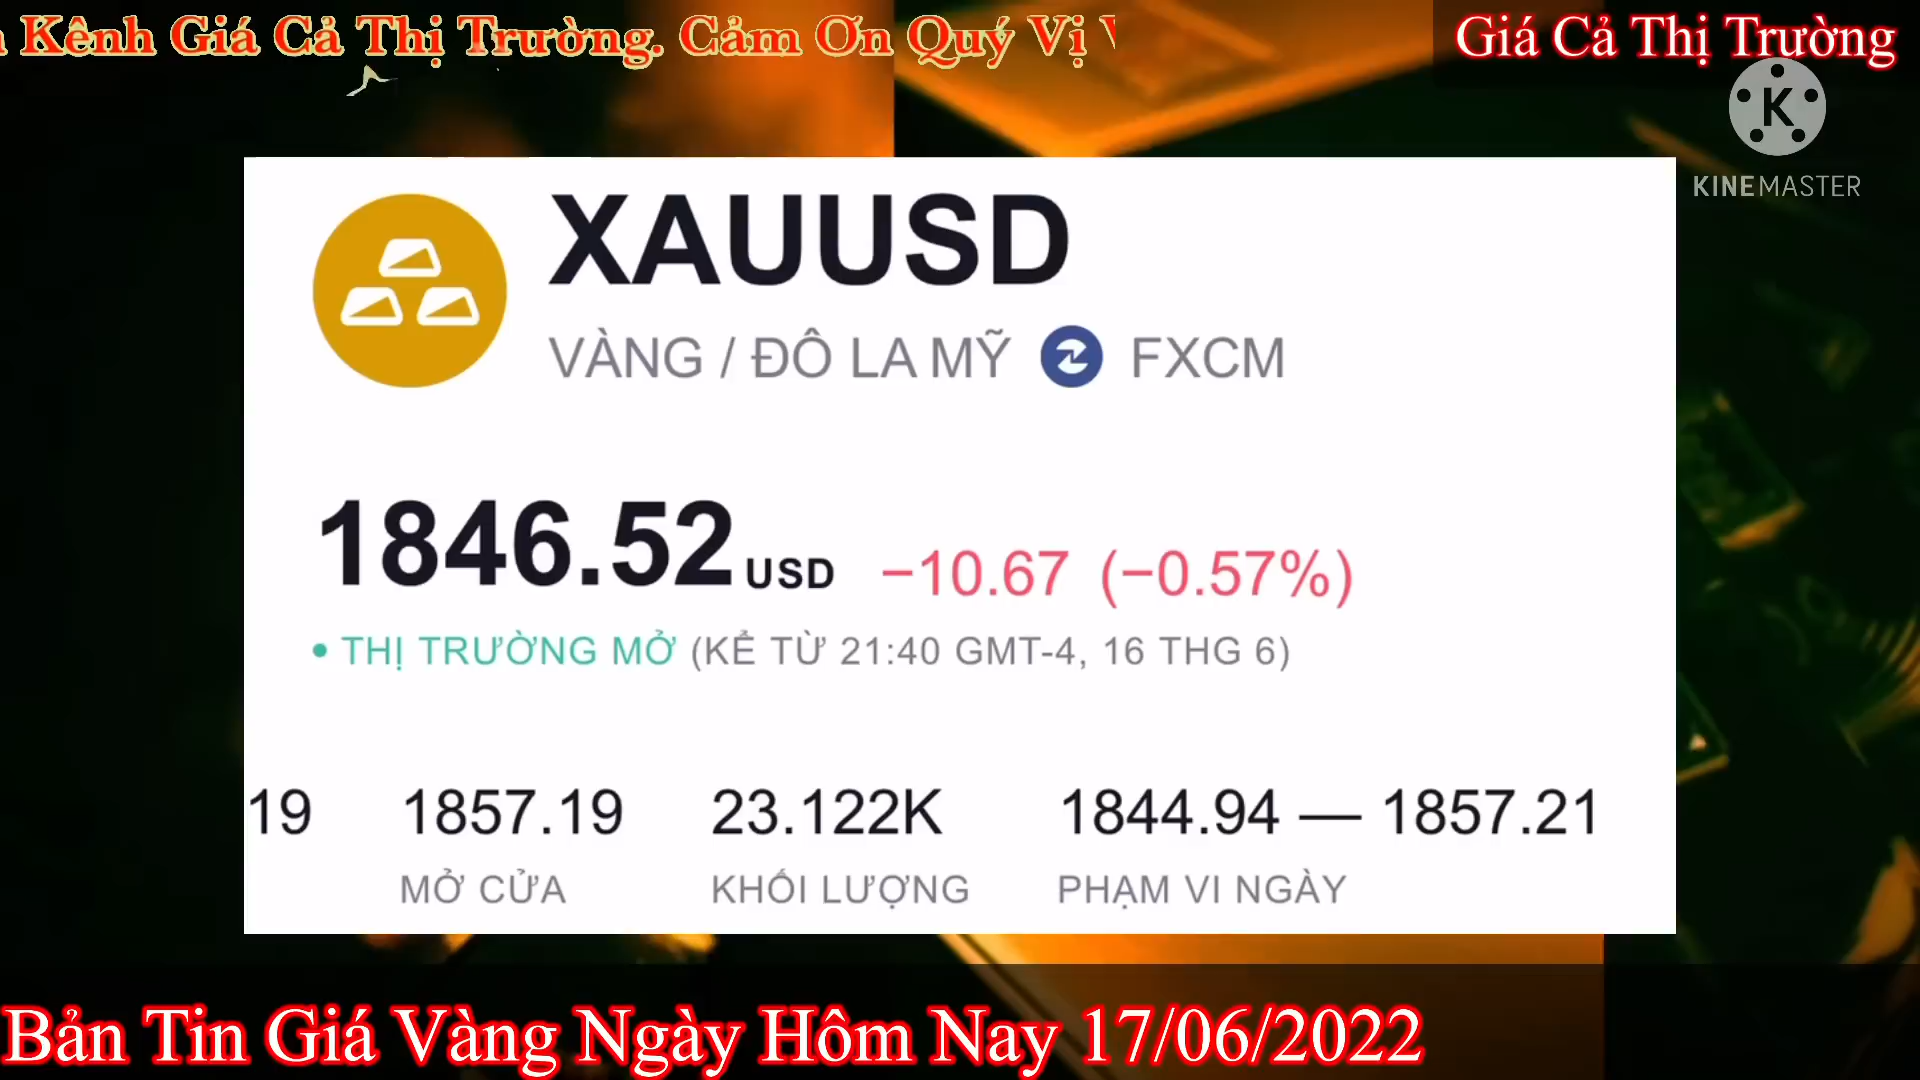 Kênh Giá Cả Thị Trường. Cảm Ơn Quý Vị
Giá Cả Thị Trường
K
KINEMASTER
XAUUSD
VÀNG / ĐÔ LA MỸ FXCM
1846.52 USD −10.67 (−0.57%)
• THỊ TRƯỜNG MỞ (KỂ TỪ 21:40 GMT-4, 16 THG 6)
19 1857.19 23.122K 1844.94 — 1857.21
MỞ CỬA KHỐI LƯỢNG PHẠM VI NGÀY
Bản Tin Giá Vàng Ngày Hôm Nay 17/06/2022